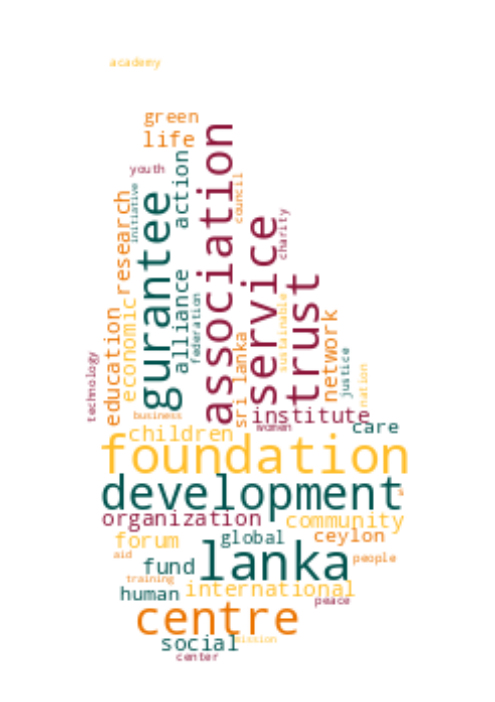 academy
green
life
youth
action
association
council
initiative
research
gurantee
service
charity
alliance
federation
trust
economic
education
sustainable
network
sri lanka
technology
justice
nation
business
institute
women
care
children
foundation
development
organization
community
forum
global
ceylon
aid
fund
lanka
people
training
human
international
peace
centre
social
mission
center